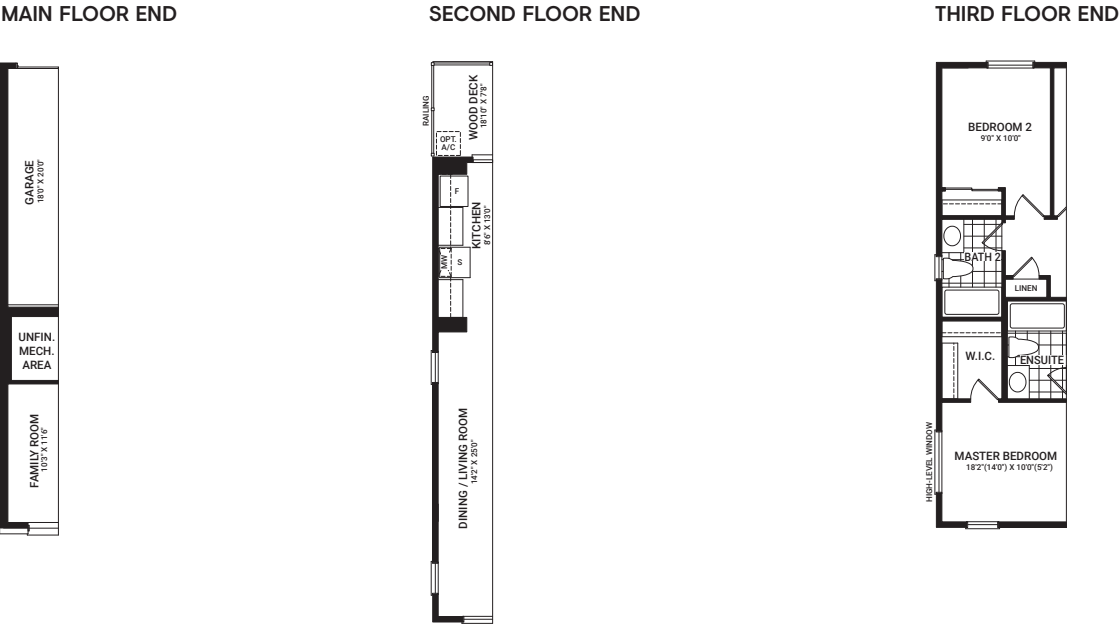 MAIN FLOOR END
GARAGE
18'0" X 20'0"
UNFIN.
MECH.
AREA
FAMILY ROOM
10'3" X 11'6"
SECOND FLOOR END
RAILING
WOOD DECK
18'10" X 7'8"
OPT.
A/C
F
KITCHEN
8'6" X 13'0"
MW
S
DINING / LIVING ROOM
14'2" X 25'0"
THIRD FLOOR END
BEDROOM 2
9'0" X 10'0"
BATH 2
LINEN
W.I.C.
ENSUITE
HIGH-LEVEL WINDOW
MASTER BEDROOM
18'2"(14'0") X 10'0"(5'2")